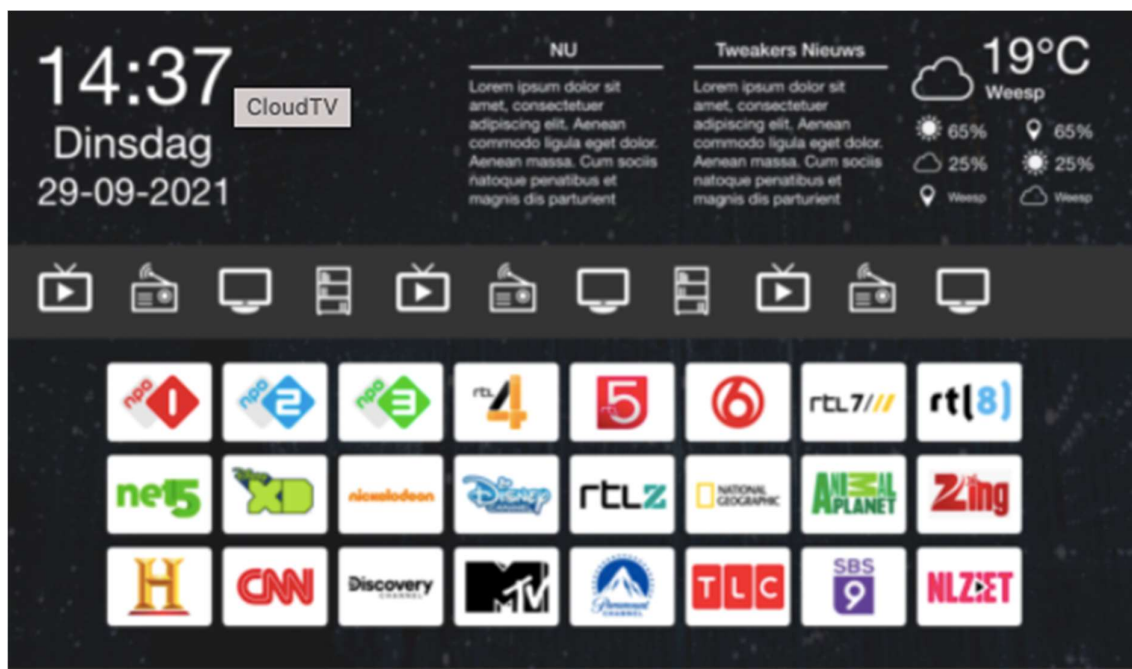 14:37
CloudTV
Dinsdag
29-09-2021
NU
Lorem ipsum dolor sit
amet, consectetuer
adipiscing elit. Aenean
commodo ligula eget dolor.
Aenean massa. Cum sociis
natoque penatibus et
magnis dis parturient
Tweakers Nieuws
Lorem ipsum dolor sit
amet, consectetuer
adipiscing elit. Aenean
commodo ligula eget dolor.
Aenean massa. Cum sociis
natoque penatibus et
magnis dis parturient
19°C
Weesp
65% 65%
25% 25%
Weesp Weesp
npo 1
npo 2
npo 3
rtl 4
rtl 5
6
rtl 7
rtl(8)
net5
Disney XD
nickelodeon
Disney
CHANNEL
rtl z
NATIONAL
GEOGRAPHIC
ANIMAL
PLANET
Zing
H
CNN
Discovery
CHANNEL
MTV
Paramount
CHANNEL
TLC
SBS
9
NLZIET